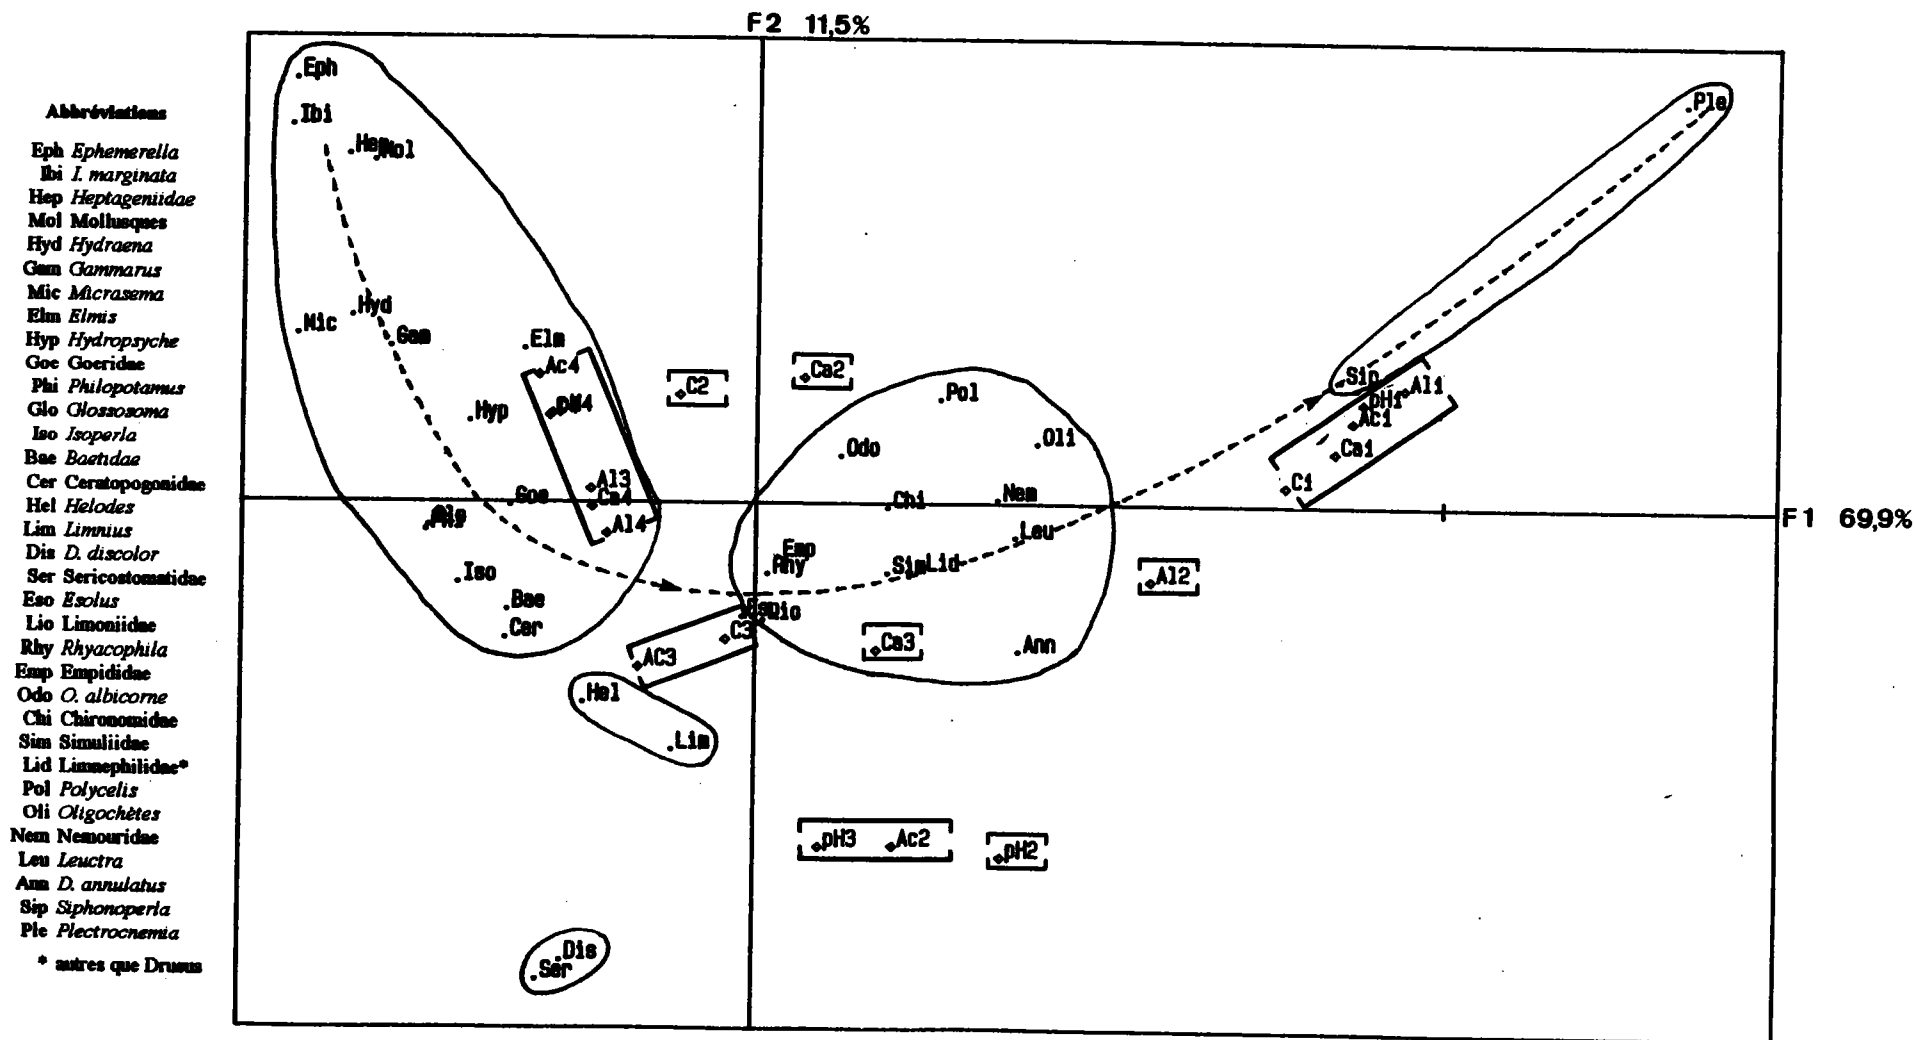 F2 11,5%
Abbréviations
Eph Ephemerella
Ibi I. marginata
Hep Heptageniidae
Mol Mollusques
Hyd Hydraena
Gam Gammarus
Mic Micrasema
Elm Elmis
Hyp Hydropsyche
Goe Goeridae
Phi Philopotamus
Glo Glossosoma
Iso Isoperla
Bae Baetidae
Cer Ceratopogonidae
Hel Helodes
Lim Limnius
Dis D. discolor
Ser Sericostomatidae
Eso Esolus
Lio Limoniidae
Rhy Rhyacophila
Emp Empididae
Odo O. albicorne
Chi Chironomidae
Sim Simuliidae
Lid Limnephilidae*
Pol Polycelis
Oli Oligochètes
Nem Nemouridae
Leu Leuctra
Ann D. annulatus
Sip Siphonoperla
Ple Plectrocnemia
* autres que Drusus
Eph
Ple
Ibi
Hep
Mol
Hyd
Mic
Gam
Elm
Ac4
C2
Ca2
Sip
Al1
pH1
Ac1
Pol
Hyp
Oli
Odo
Ca1
Al3
C1
Goe
Ca4
Chi
Nem
F1 69,9%
Al4
Leu
Emp
Rhy
Sim
Lid
Iso
Al2
Bae
Cer
C3
Ca3
Ann
AC3
Hel
Lim
pH3
Ac2
pH2
Dis
Ser